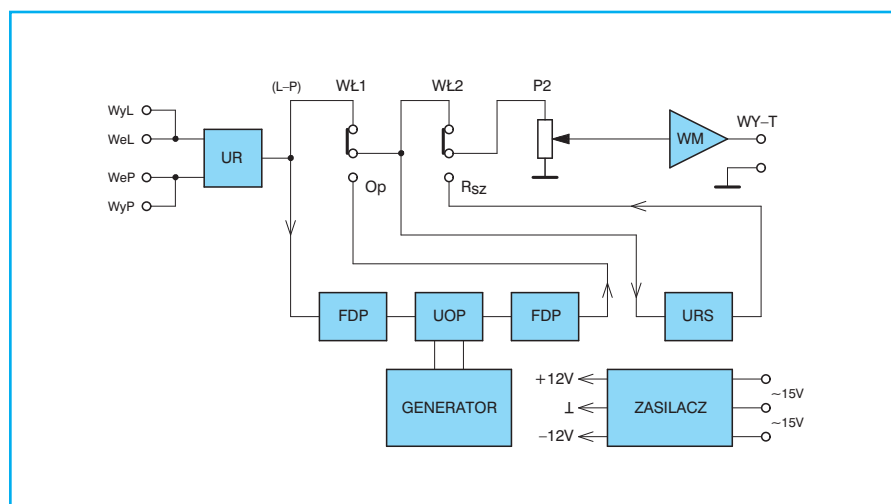 (L–P) WŁ1 WŁ2 P2
WyL
WeL
UR
WeP
WyP
WM
WY–T
Op
Rsz
FDP UOP FDP URS
GENERATOR
+12V
⊥
–12V
ZASILACZ
~15V
~15V